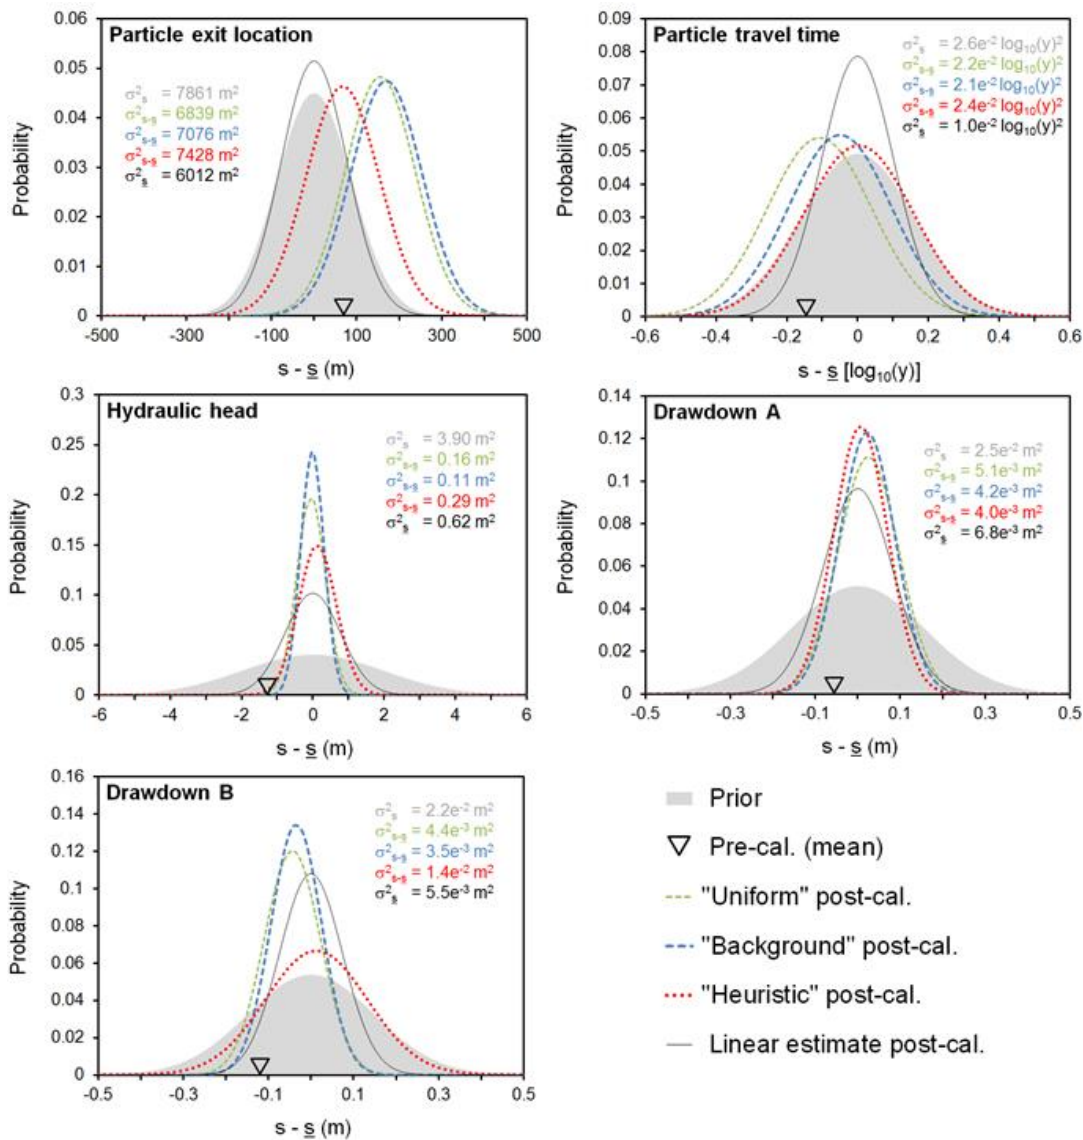 Particle exit location
σ²s = 7861 m²
σ²s-s = 6839 m²
σ²s-s = 7076 m²
σ²s-s = 7428 m²
σ²s = 6012 m²
Probability
0.06
0.05
0.04
0.03
0.02
0.01
0
-500
-300
-100
100
300
500
s - s (m)
Particle travel time
σ²s = 2.6e⁻² log₁₀(y)²
σ²s-s = 2.2e⁻² log₁₀(y)²
σ²s-s = 2.1e⁻² log₁₀(y)²
σ²s-s = 2.4e⁻² log₁₀(y)²
σ²s = 1.0e⁻² log₁₀(y)²
Probability
0.09
0.08
0.07
0.06
0.05
0.04
0.03
0.02
0.01
0
-0.6
-0.4
-0.2
0
0.2
0.4
0.6
s - s [log₁₀(y)]
Hydraulic head
σ²s = 3.90 m²
σ²s-s = 0.16 m²
σ²s-s = 0.11 m²
σ²s-s = 0.29 m²
σ²s = 0.62 m²
Probability
0.3
0.25
0.2
0.15
0.1
0.05
0
-6
-4
-2
0
2
4
6
s - s (m)
Drawdown A
σ²s = 2.5e⁻² m²
σ²s-s = 5.1e⁻³ m²
σ²s-s = 4.2e⁻³ m²
σ²s-s = 4.0e⁻³ m²
σ²s = 6.8e⁻³ m²
Probability
0.14
0.12
0.1
0.08
0.06
0.04
0.02
0
-0.5
-0.3
-0.1
0.1
0.3
0.5
s - s (m)
Drawdown B
σ²s = 2.2e⁻² m²
σ²s-s = 4.4e⁻³ m²
σ²s-s = 3.5e⁻³ m²
σ²s-s = 1.4e⁻² m²
σ²s = 5.5e⁻³ m²
Probability
0.16
0.14
0.12
0.1
0.08
0.06
0.04
0.02
0
-0.5
-0.3
-0.1
0.1
0.3
0.5
s - s (m)
Prior
Pre-cal. (mean)
"Uniform" post-cal.
"Background" post-cal.
"Heuristic" post-cal.
Linear estimate post-cal.